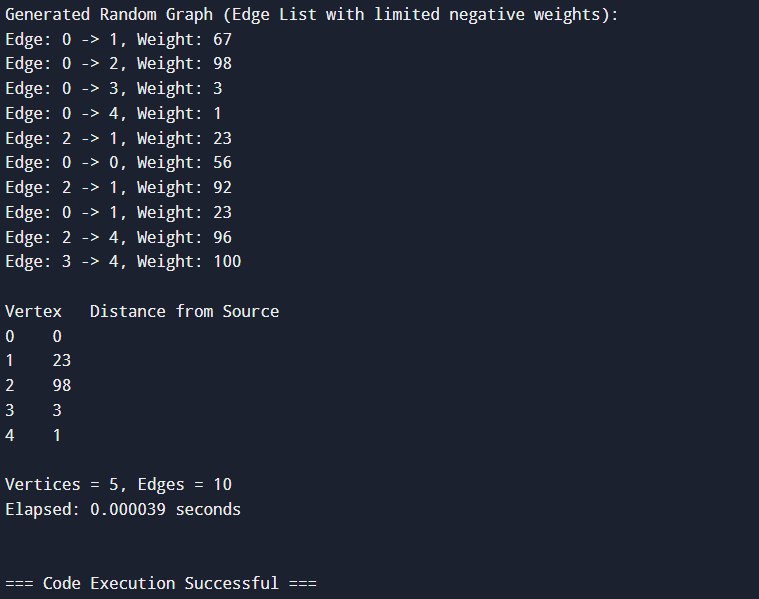 Generated Random Graph (Edge List with limited negative weights):
Edge: 0 -> 1, Weight: 67
Edge: 0 -> 2, Weight: 98
Edge: 0 -> 3, Weight: 3
Edge: 0 -> 4, Weight: 1
Edge: 2 -> 1, Weight: 23
Edge: 0 -> 0, Weight: 56
Edge: 2 -> 1, Weight: 92
Edge: 0 -> 1, Weight: 23
Edge: 2 -> 4, Weight: 96
Edge: 3 -> 4, Weight: 100
Vertex   Distance from Source
0    0
1    23
2    98
3    3
4    1
Vertices = 5, Edges = 10
Elapsed: 0.000039 seconds
=== Code Execution Successful ===